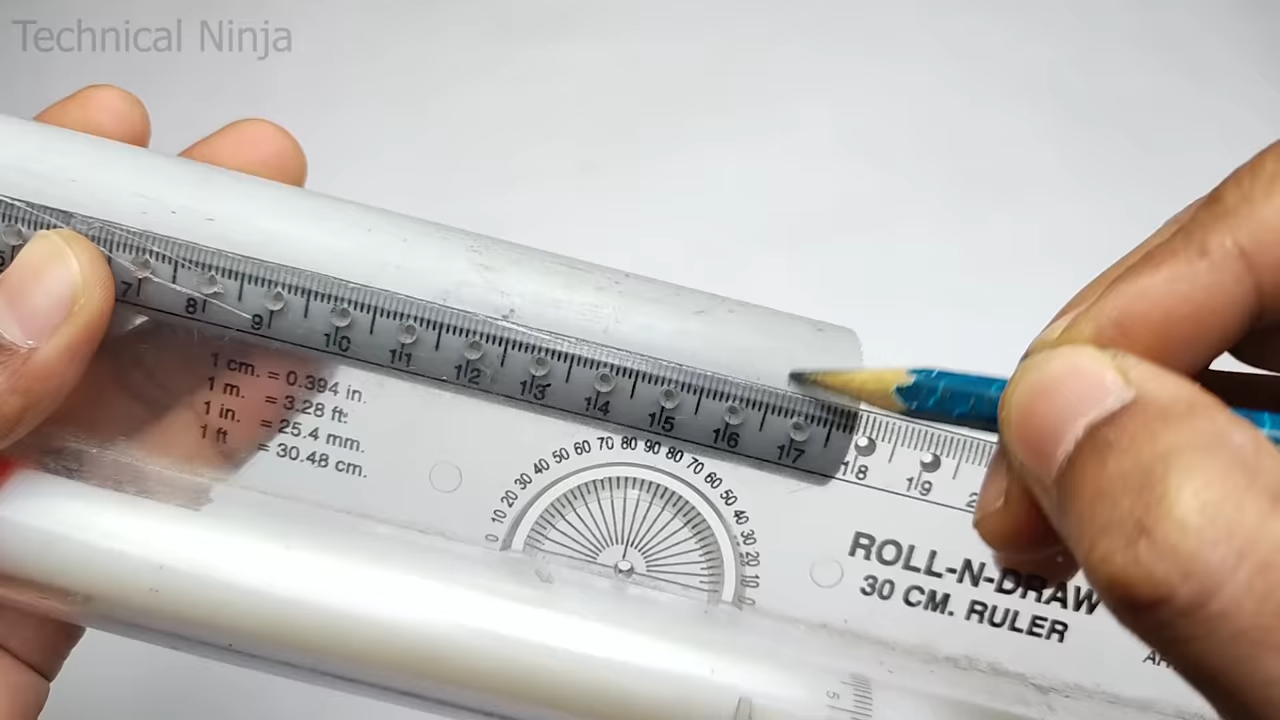 Technical Ninja
7 8 9 10 11 12 13 14 15 16 17 18 19
1 cm. = 0.394 in.
1 m. = 3.28 ft:
1 in. = 25.4 mm.
1 ft = 30.48 cm.
0 10 20 30 40 50 60 70 80 90 80 70 60 50 40 30 20 10 0
ROLL-N-DRAW
30 CM. RULER
5